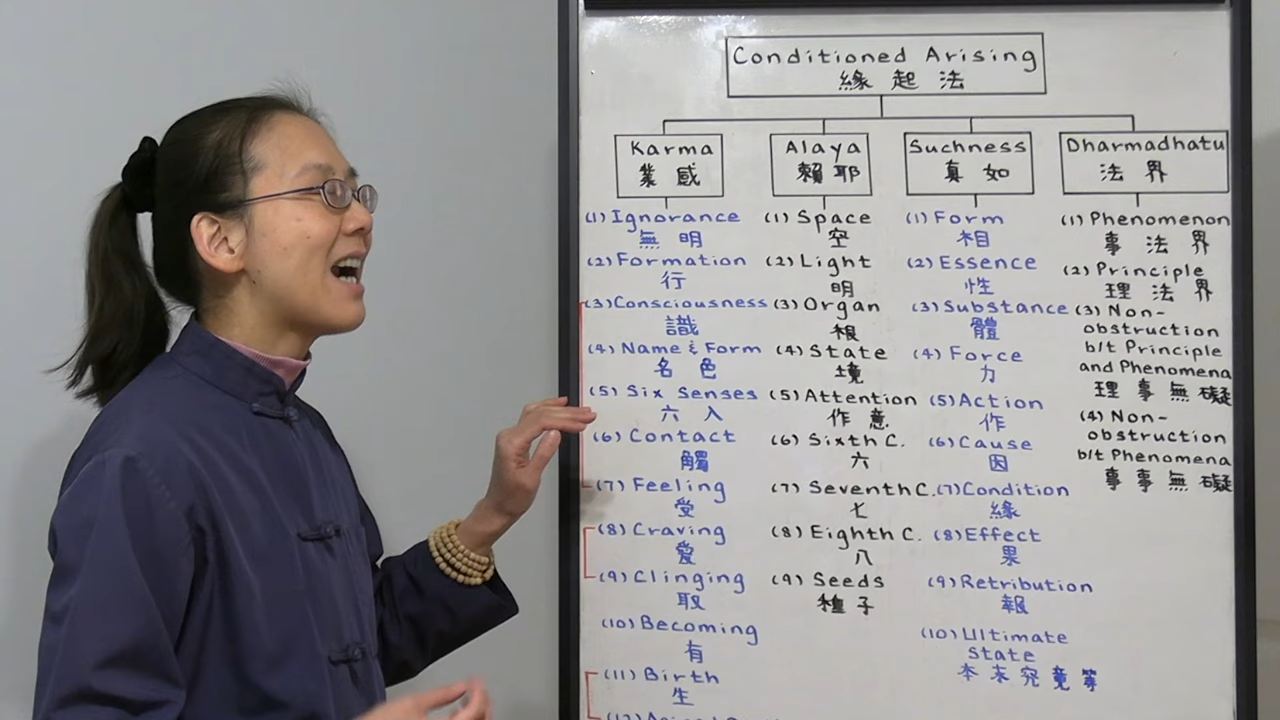 Conditioned Arising
緣起法
Karma
業感
(1) Ignorance
無明
(2) Formation
行
(3) Consciousness
識
(4) Name & Form
名色
(5) Six Senses
六入
(6) Contact
觸
(7) Feeling
受
(8) Craving
愛
(9) Clinging
取
(10) Becoming
有
(11) Birth
生
Alaya
賴耶
(1) Space
空
(2) Light
明
(3) Organ
根
(4) State
境
(5) Attention
作意
(6) Sixth C.
六
(7) Seventh C.
七
(8) Eighth C.
八
(9) Seeds
種子
Suchness
真如
(1) Form
相
(2) Essence
性
(3) Substance
體
(4) Force
力
(5) Action
作
(6) Cause
因
(7) Condition
緣
(8) Effect
果
(9) Retribution
報
(10) Ultimate
State
本末究竟等
Dharmadhatu
法界
(1) Phenomenon
事法界
(2) Principle
理法界
(3) Non-
obstruction
b/t Principle
and Phenomena
理事無礙
(4) Non-
obstruction
b/t Phenomena
事事無礙